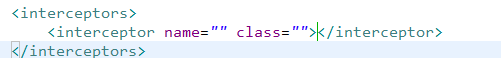 <interceptors>
<interceptor name="" class=""></interceptor>
</interceptors>